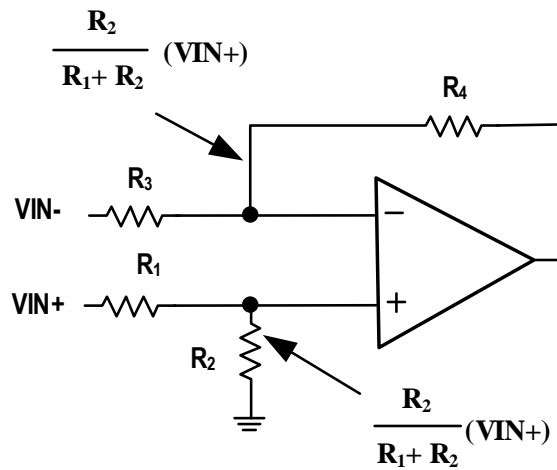 R₂
R₁+ R₂ (VIN+)
R₄
R₃
VIN-
−
R₁
VIN+
+
R₂
R₂
R₁+ R₂ (VIN+)